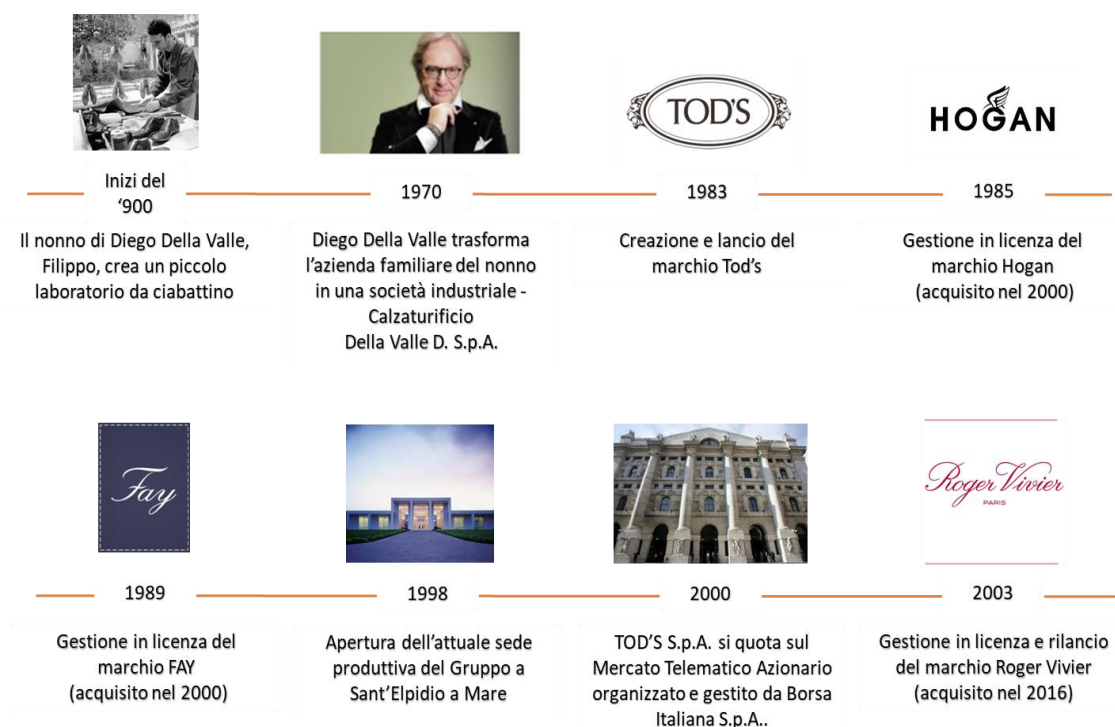 TOD'S
HOGAN
Inizi del
‘900
1970
1983
1985
Il nonno di Diego Della Valle,
Filippo, crea un piccolo
laboratorio da ciabattino
Diego Della Valle trasforma
l’azienda familiare del nonno
in una società industriale -
Calzaturificio
Della Valle D. S.p.A.
Creazione e lancio del
marchio Tod’s
Gestione in licenza del
marchio Hogan
(acquisito nel 2000)
Fay
Roger Vivier
PARIS
1989
1998
2000
2003
Gestione in licenza del
marchio FAY
(acquisito nel 2000)
Apertura dell’attuale sede
produttiva del Gruppo a
Sant’Elpidio a Mare
TOD’S S.p.A. si quota sul
Mercato Telematico Azionario
organizzato e gestito da Borsa
Italiana S.p.A..
Gestione in licenza e rilancio
del marchio Roger Vivier
(acquisito nel 2016)